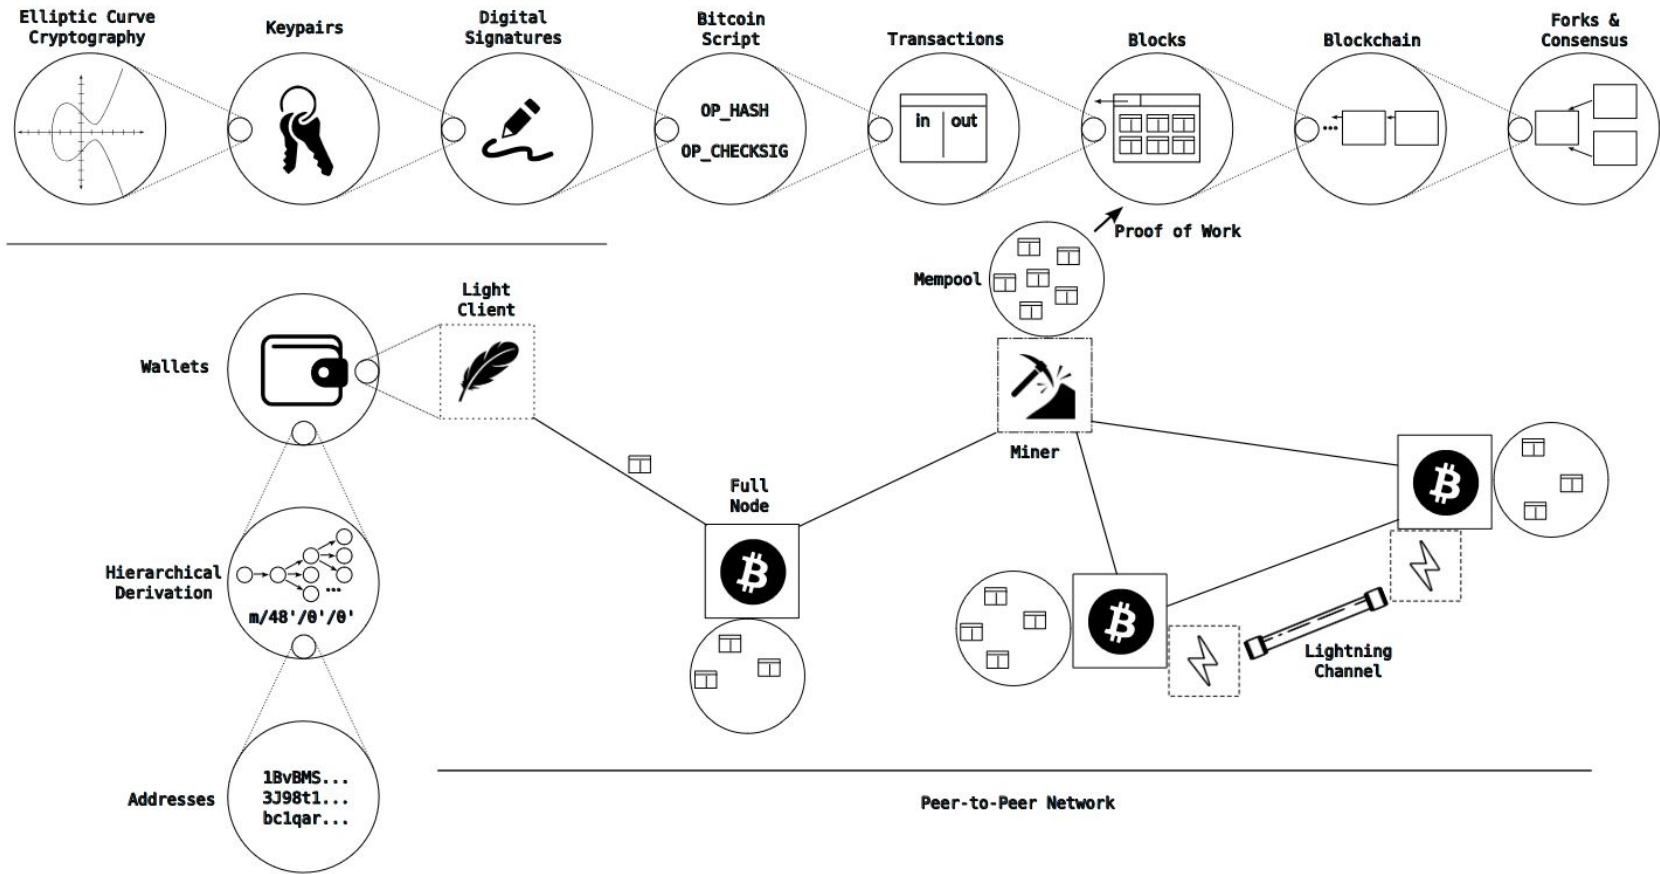 Elliptic Curve
Cryptography
Keypairs
Digital
Signatures
Bitcoin
Script
Transactions
Blocks
Blockchain
Forks &
Consensus
OP_HASH
OP_CHECKSIG
in | out
...
Proof of Work
Mempool
Light
Client
Wallets
Miner
Full
Node
Hierarchical
Derivation
...
m/48'/0'/0'
Lightning
Channel
Addresses
1BvBMS...
3J98t1...
bc1qar...
Peer-to-Peer Network